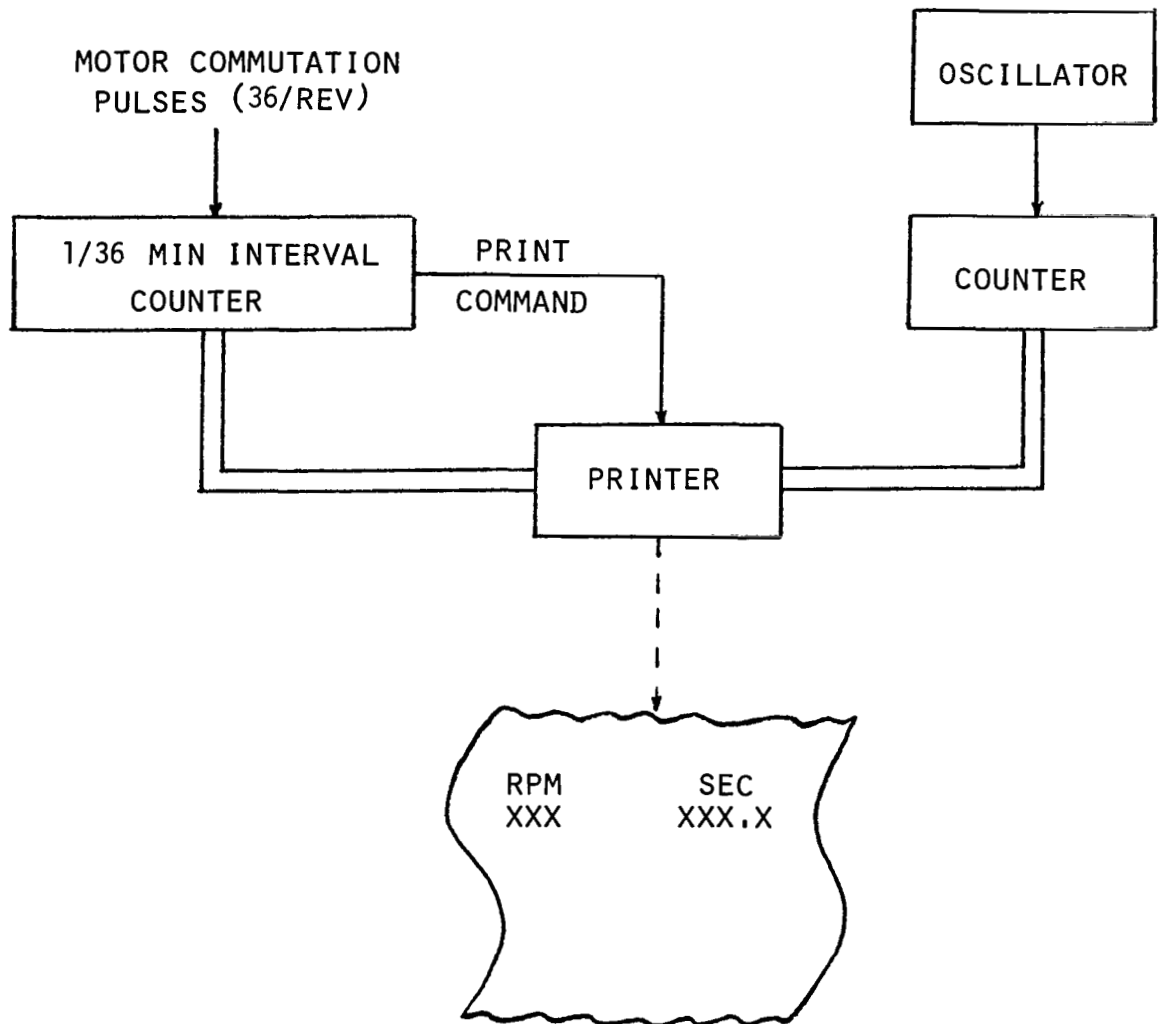 MOTOR COMMUTATION
PULSES (36/REV)
OSCILLATOR
1/36 MIN INTERVAL
COUNTER
PRINT
COMMAND
COUNTER
PRINTER
RPM SEC
XXX XXX.X